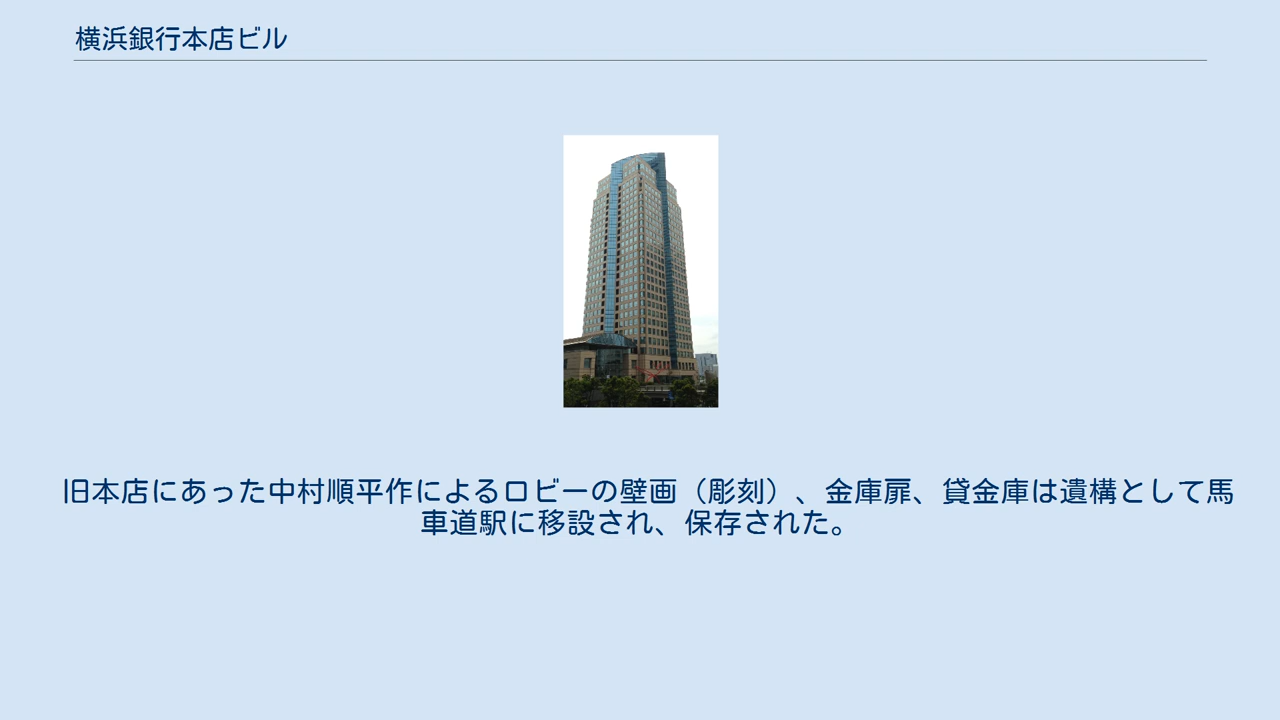 横浜銀行本店ビル
旧本店にあった中村順平作によるロビーの壁画（彫刻）、金庫扉、貸金庫は遺構として馬
車道駅に移設され、保存された。